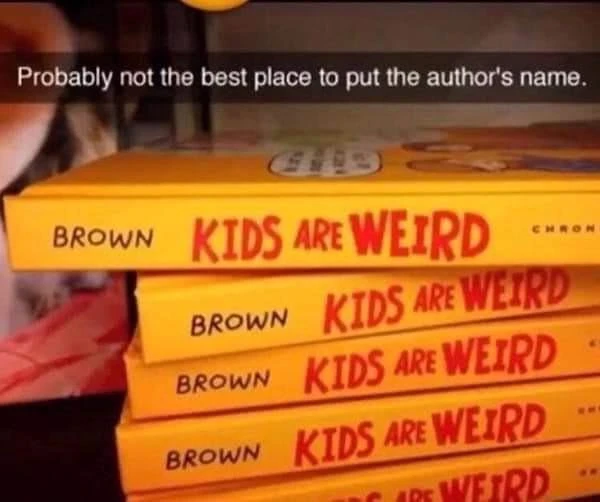 Probably not the best place to put the author's name.
BROWN KIDS ARE WEIRD CHRON
BROWN KIDS ARE WEIRD
BROWN KIDS ARE WEIRD
BROWN KIDS ARE WEIRD
ARE WEIRD